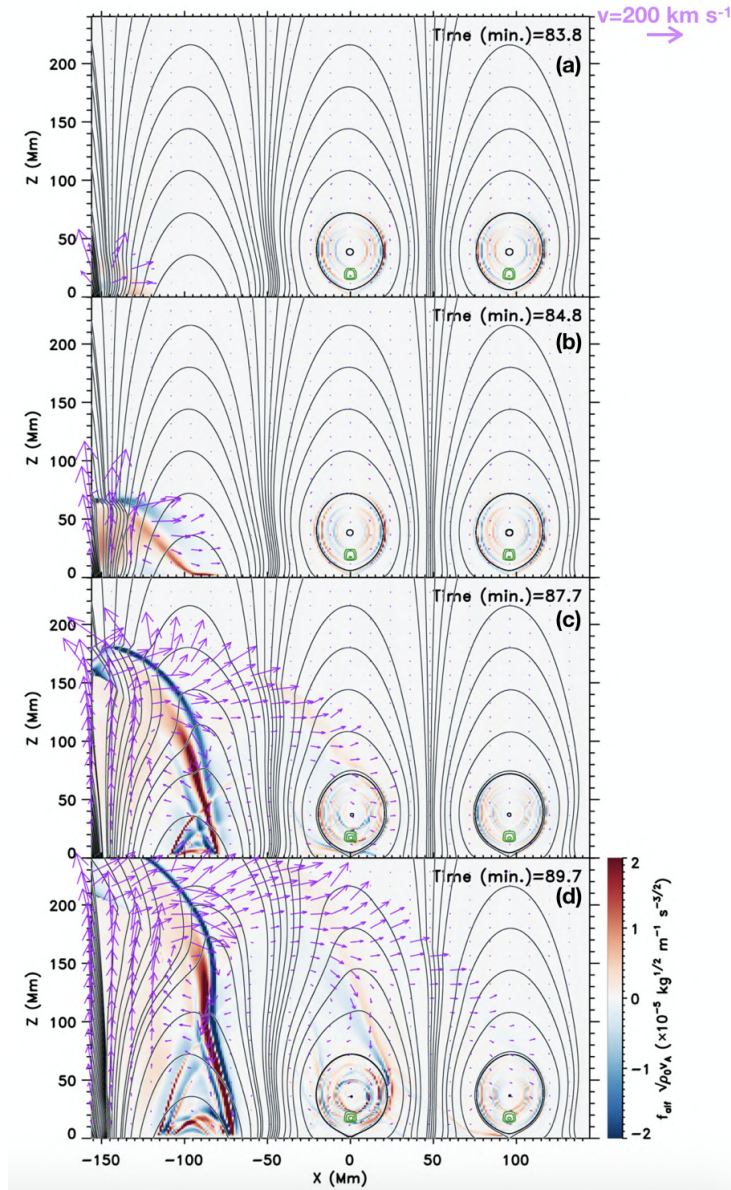 v=200 km s⁻¹
Time (min.)=83.8
(a)
200
150
100
50
0
Z (Mm)
Time (min.)=84.8
(b)
200
150
100
50
0
Z (Mm)
Time (min.)=87.7
(c)
200
150
100
50
0
Z (Mm)
Time (min.)=89.7
(d)
200
150
100
50
0
Z (Mm)
−150 −100 −50 0 50 100
X (Mm)
2
1
0
−1
−2
f_alf √ρ₀v_A (×10⁻⁵ kg^1/2 m⁻¹ s^−3/2)